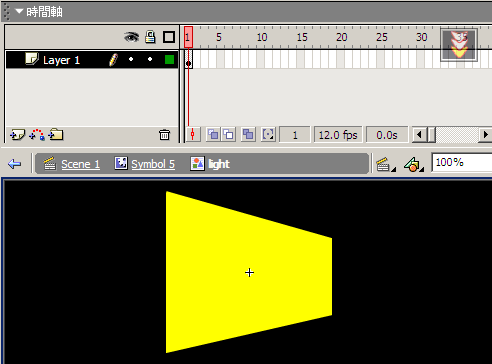 時間軸
1 5 10 15 20 25 30 35
Layer 1
1 12.0 fps 0.0s
Scene 1 Symbol 5 light 100%